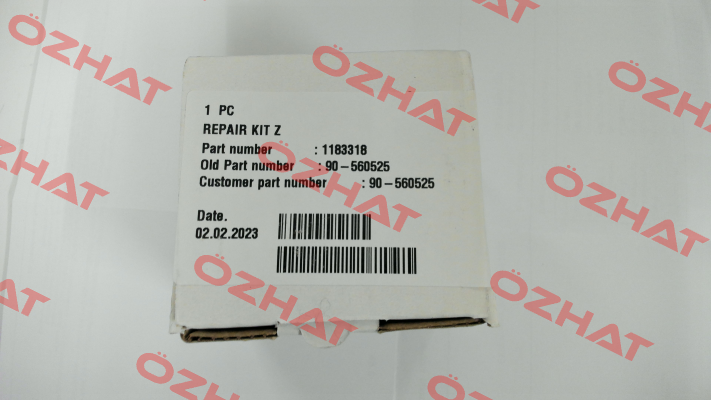 1 PC
REPAIR KIT Z
Part number : 1183318
Old Part number : 90-560525
Customer part number : 90-560525
Date.
02.02.2023
ÖZHAT
ÖZHAT
ÖZHAT
ÖZHAT
ÖZHAT
ÖZHAT
ÖZHAT
ÖZHAT